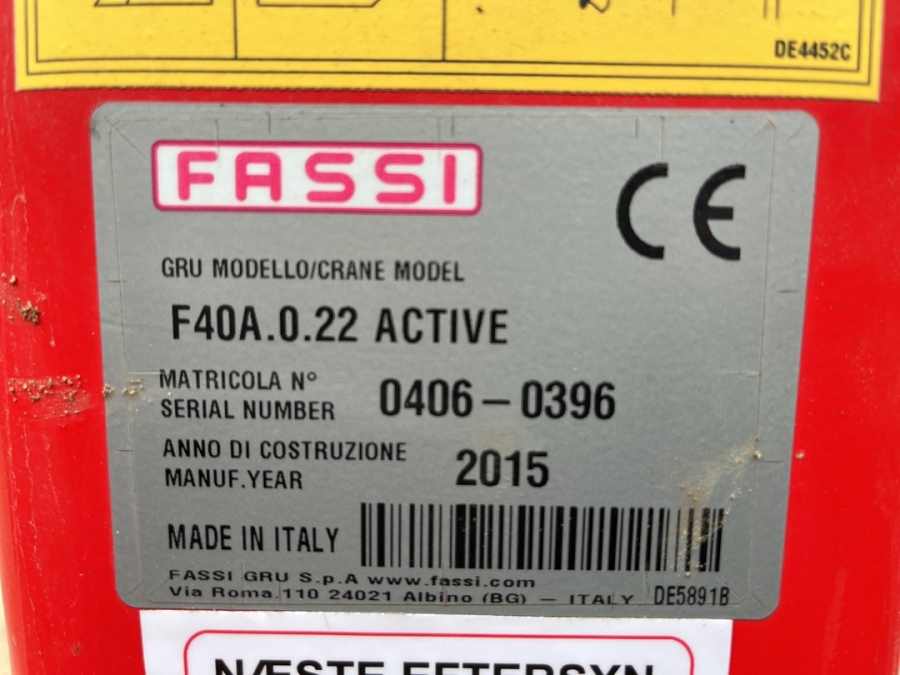 DE4452C
FASSI
CE
GRU MODELLO/CRANE MODEL
F40A.0.22 ACTIVE
MATRICOLA N°
SERIAL NUMBER 0406-0396
ANNO DI COSTRUZIONE
MANUF.YEAR 2015
MADE IN ITALY
FASSI GRU S.p.A www.fassi.com
Via Roma.110 24021 Albino (BG) — ITALY DE5891B
NÆSTE EFTERSYN